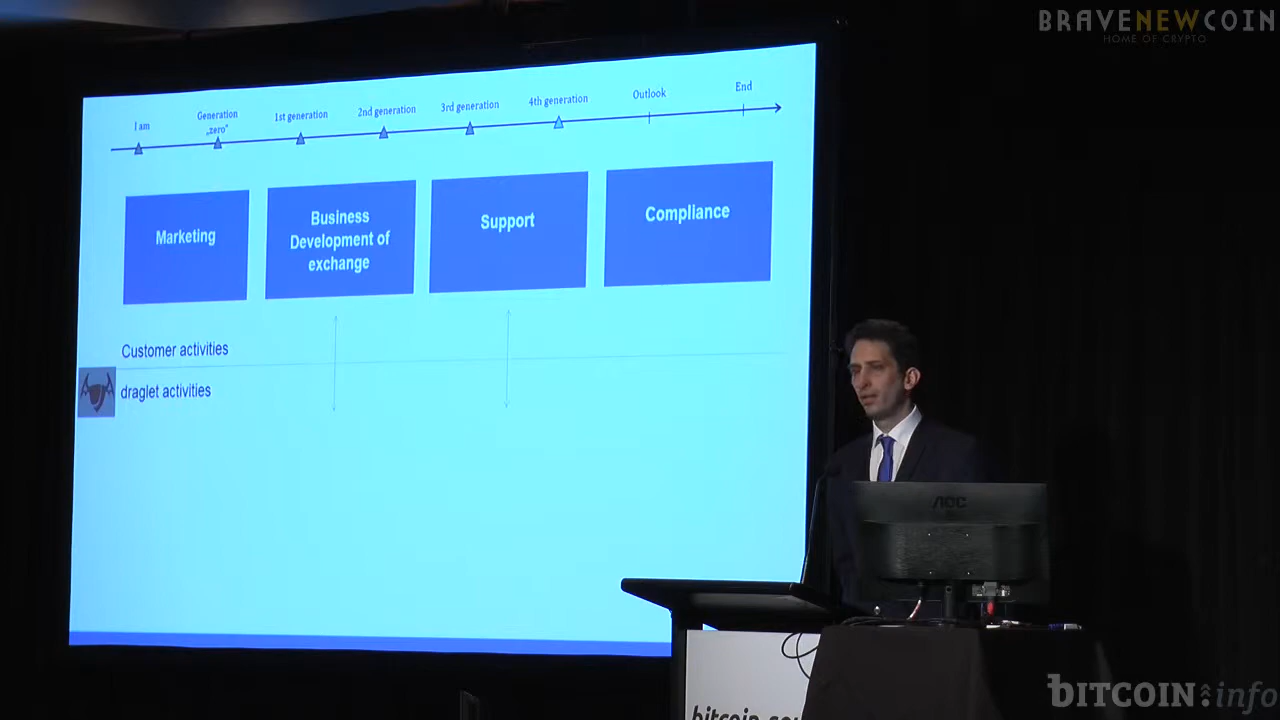 BRAVENEWCOIN
HOME OF CRYPTO
I am
Generation
„zero“
1st generation
2nd generation
3rd generation
4th generation
Outlook
End
Marketing
Business
Development of
exchange
Support
Compliance
Customer activities
draglet activities
AOC
bitcoin
BITCOIN info